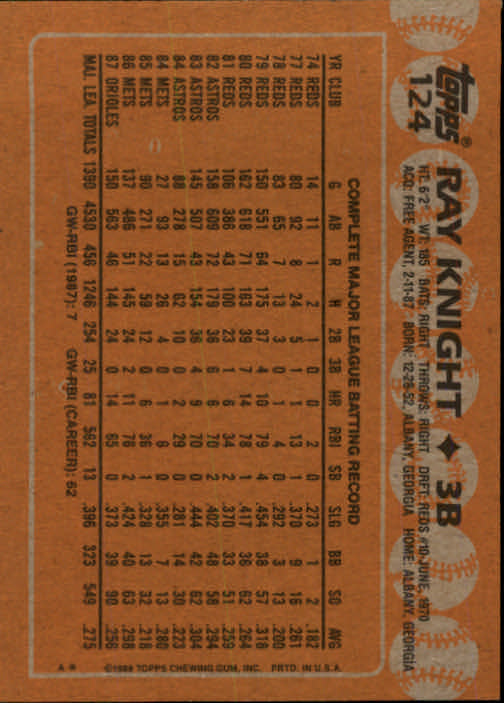 topps®
124
RAY KNIGHT ◆ 3B
HT: 6'2" WT: 185 BATS: RIGHT THROWS: RIGHT DRFT: REDS #10-JUNE, 1970
ACQ: FREE AGENT, 2-11-87 BORN: 12-28-52, ALBANY, GEORGIA HOME: ALBANY, GEORGIA
COMPLETE MAJOR LEAGUE BATTING RECORD
YR CLUB G AB R H 2B 3B HR RBI SB SLG BB SO AVG
74 REDS 14 11 1 2 1 0 0 2 0 .273 1 2 .182
77 REDS 80 92 8 24 5 1 1 13 1 .370 9 16 .261
78 REDS 83 65 7 13 3 0 1 4 0 .292 3 13 .200
79 REDS 150 551 64 175 37 4 10 79 4 .454 38 57 .318
80 REDS 162 618 71 163 39 7 14 78 1 .417 36 62 .264
81 REDS 106 386 43 100 23 1 6 34 2 .370 33 51 .259
82 ASTROS 158 609 72 179 36 6 6 70 2 .402 48 58 .294
83 ASTROS 145 507 43 154 36 4 9 70 0 .444 42 62 .304
84 ASTROS 88 278 15 62 10 0 2 29 0 .281 14 30 .223
84 METS 27 93 13 26 4 0 1 6 0 .355 7 13 .280
85 METS 90 271 22 59 12 0 6 36 1 .328 13 32 .218
86 METS 137 486 51 145 24 2 11 76 2 .424 40 63 .298
87 ORIOLES 150 563 46 144 24 0 14 65 0 .373 39 90 .256
MAJ. LEA. TOTALS 1390 4530 456 1246 254 25 81 562 13 .396 323 549 .275
GW-RBI (1987): 7 GW-RBI (CAREER): 62
©1988 TOPPS CHEWING GUM, INC. PRTD. IN U.S.A.
A *